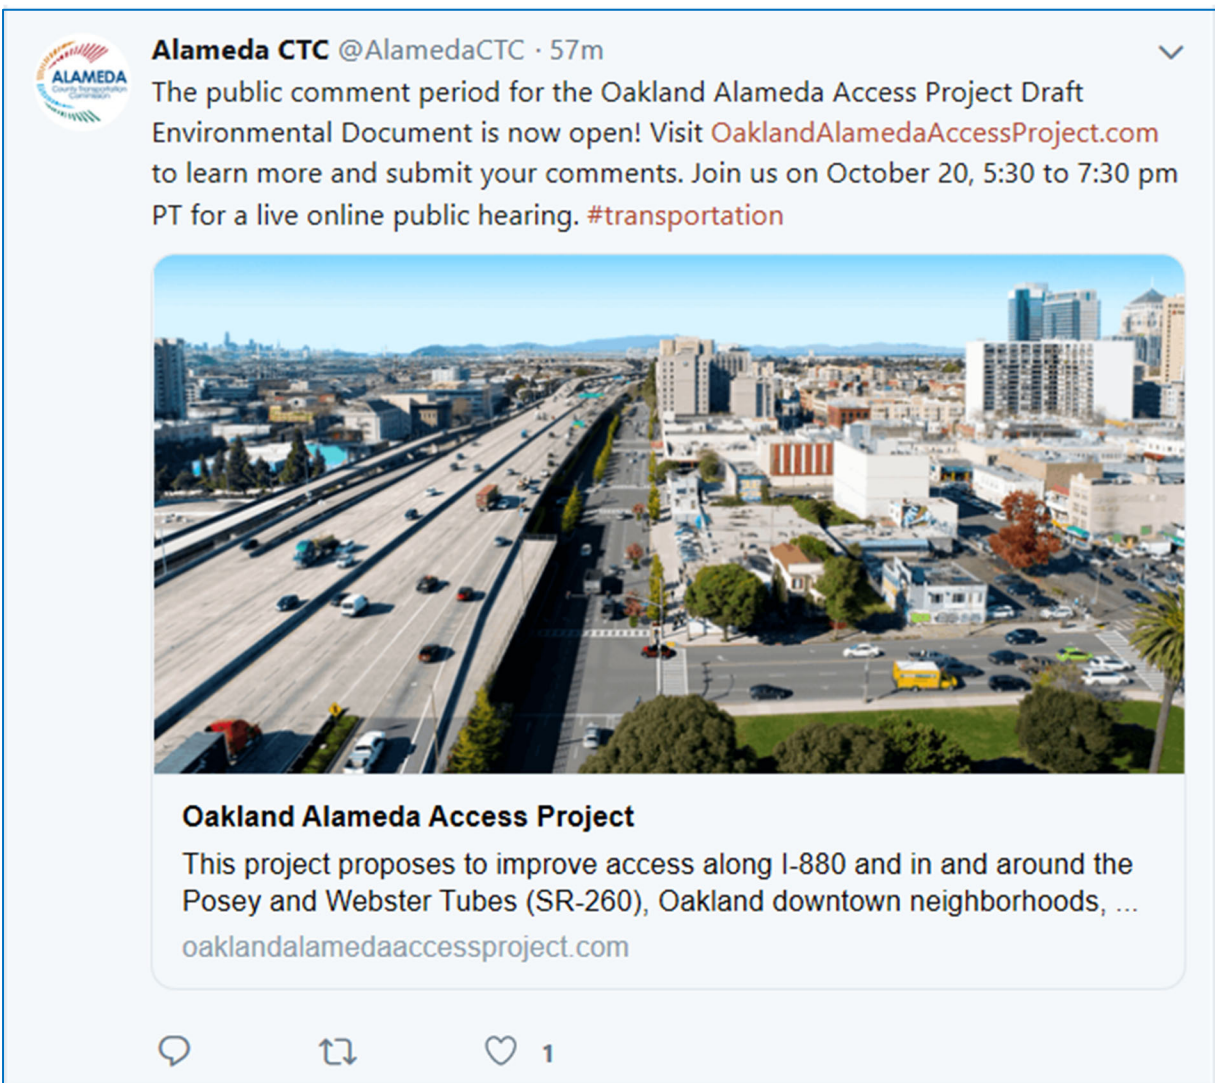 Alameda CTC @AlamedaCTC · 57m
ALAMEDA
County Transportation
Commission
The public comment period for the Oakland Alameda Access Project Draft
Environmental Document is now open! Visit OaklandAlamedaAccessProject.com
to learn more and submit your comments. Join us on October 20, 5:30 to 7:30 pm
PT for a live online public hearing. #transportation
Oakland Alameda Access Project
This project proposes to improve access along I-880 and in and around the
Posey and Webster Tubes (SR-260), Oakland downtown neighborhoods, ...
oaklandalamedaaccessproject.com
1